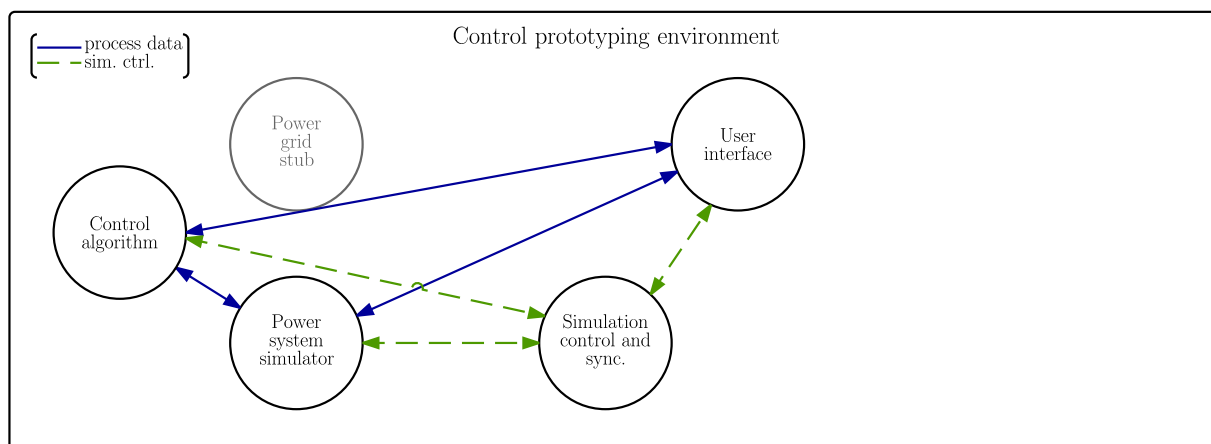 Control prototyping environment
process data
sim. ctrl.
Power
grid
stub
User
interface
Control
algorithm
Power
system
simulator
Simulation
control and
sync.